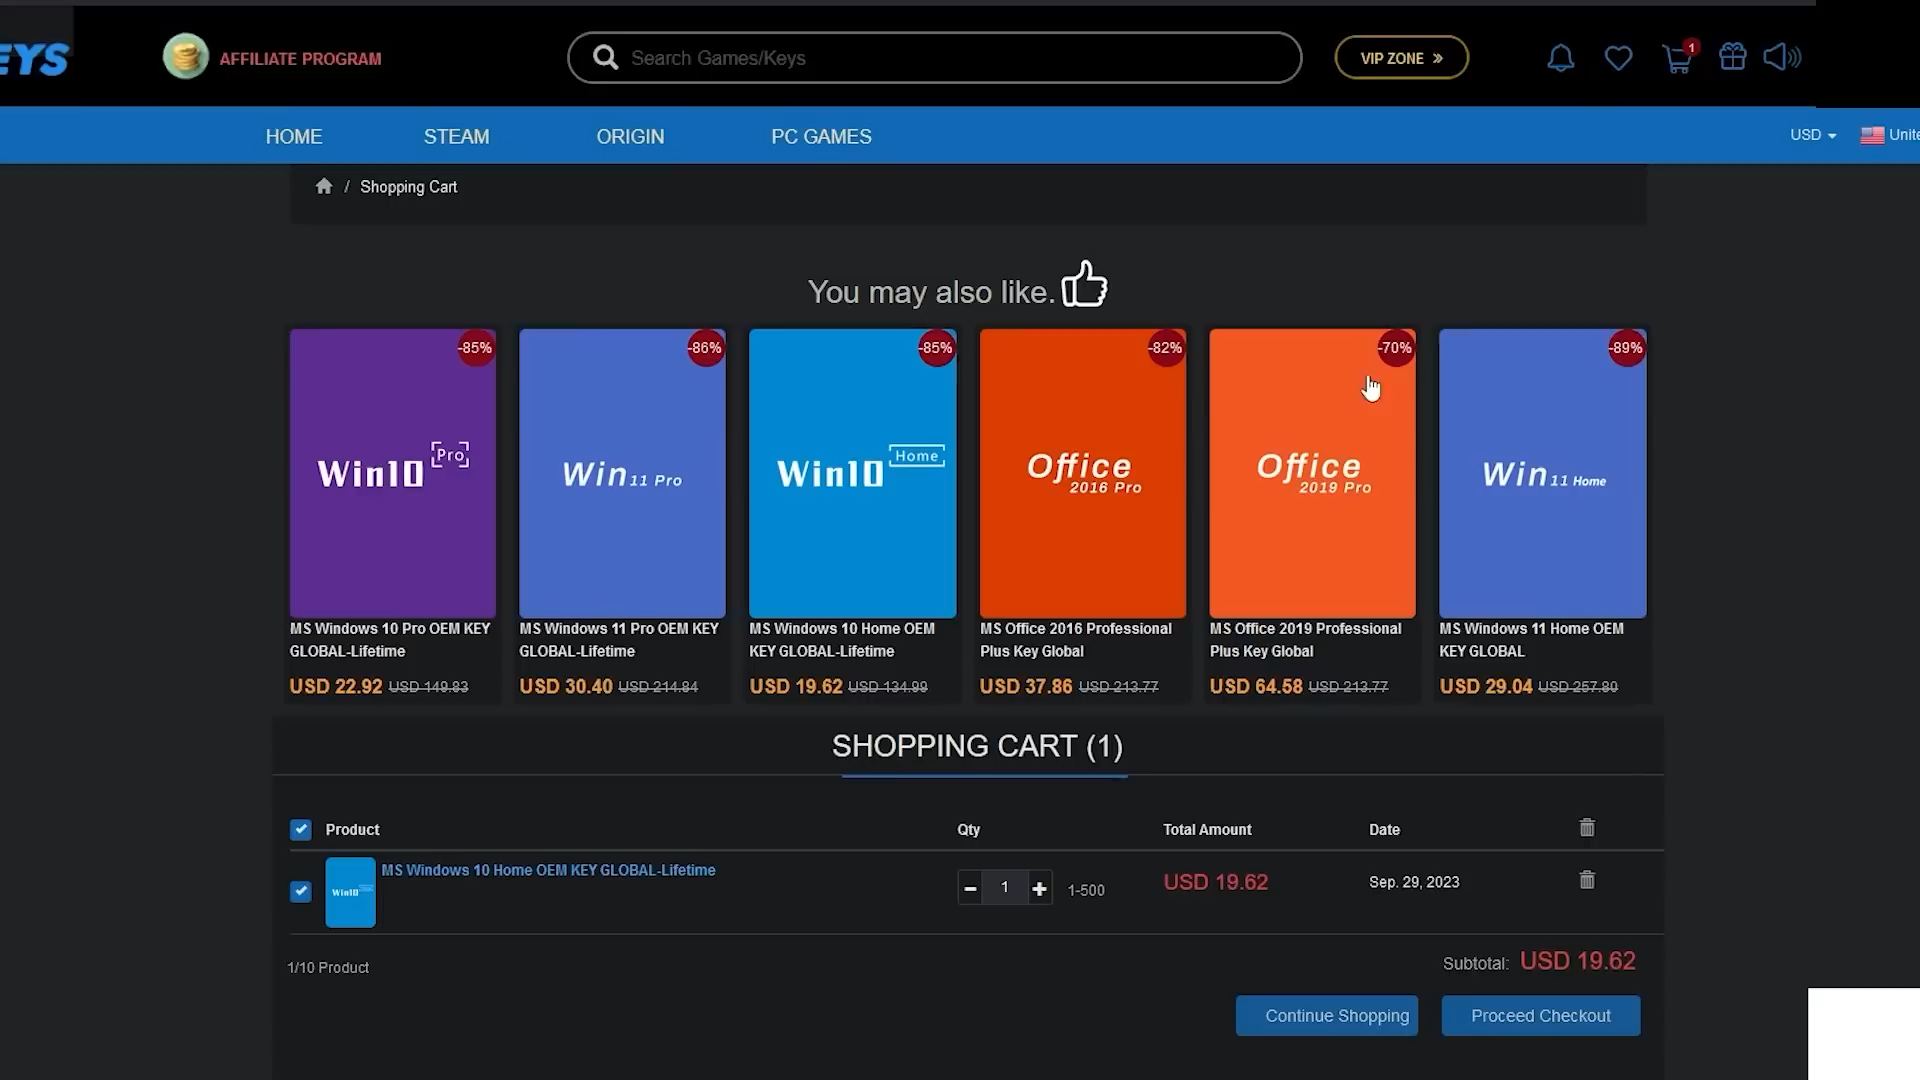 EYS
AFFILIATE PROGRAM
Search Games/Keys
VIP ZONE »
1
HOME
STEAM
ORIGIN
PC GAMES
USD
Unite
/ Shopping Cart
You may also like.
-85%
-86%
-85%
-82%
-70%
-89%
Win10 Pro
Win 11 Pro
Win10 Home
Office
2016 Pro
Office
2019 Pro
Win 11 Home
MS Windows 10 Pro OEM KEY
GLOBAL-Lifetime
USD 22.92 USD 149.83
MS Windows 11 Pro OEM KEY
GLOBAL-Lifetime
USD 30.40 USD 214.84
MS Windows 10 Home OEM
KEY GLOBAL-Lifetime
USD 19.62 USD 134.99
MS Office 2016 Professional
Plus Key Global
USD 37.86 USD 213.77
MS Office 2019 Professional
Plus Key Global
USD 64.58 USD 213.77
MS Windows 11 Home OEM
KEY GLOBAL
USD 29.04 USD 257.80
SHOPPING CART (1)
Product
Qty
Total Amount
Date
Win10
MS Windows 10 Home OEM KEY GLOBAL-Lifetime
− 1 +
1-500
USD 19.62
Sep. 29, 2023
1/10 Product
Subtotal: USD 19.62
Continue Shopping
Proceed Checkout